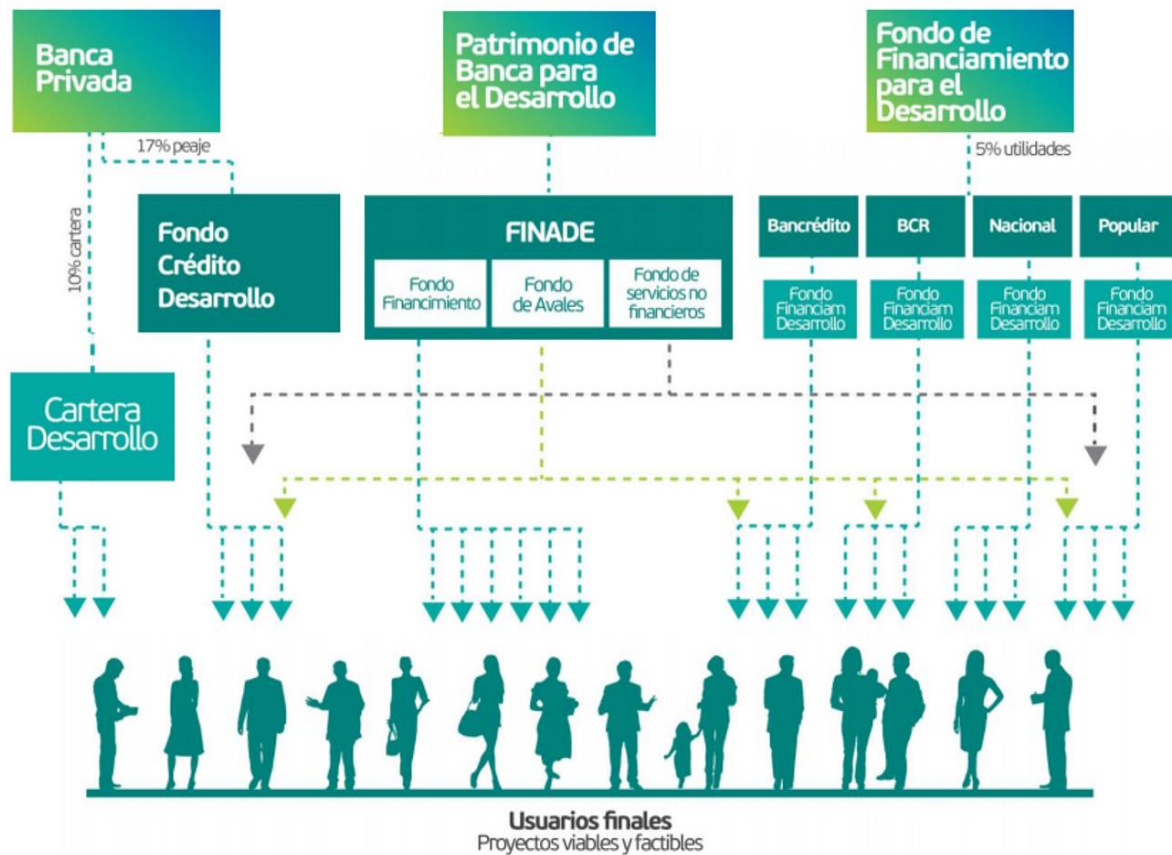 Banca
Privada
Patrimonio de
Banca para
el Desarrollo
Fondo de
Financiamiento
para el
Desarrollo
17% peaje
5% utilidades
10% cartera
Fondo
Crédito
Desarrollo
FINADE
Fondo
Financimiento
Fondo
de Avales
Fondo de
servicios no
financieros
Bancrédito
BCR
Nacional
Popular
Fondo
Financiam
Desarrollo
Fondo
Financiam
Desarrollo
Fondo
Financiam
Desarrollo
Fondo
Financiam
Desarrollo
Cartera
Desarrollo
Usuarios finales
Proyectos viables y factibles